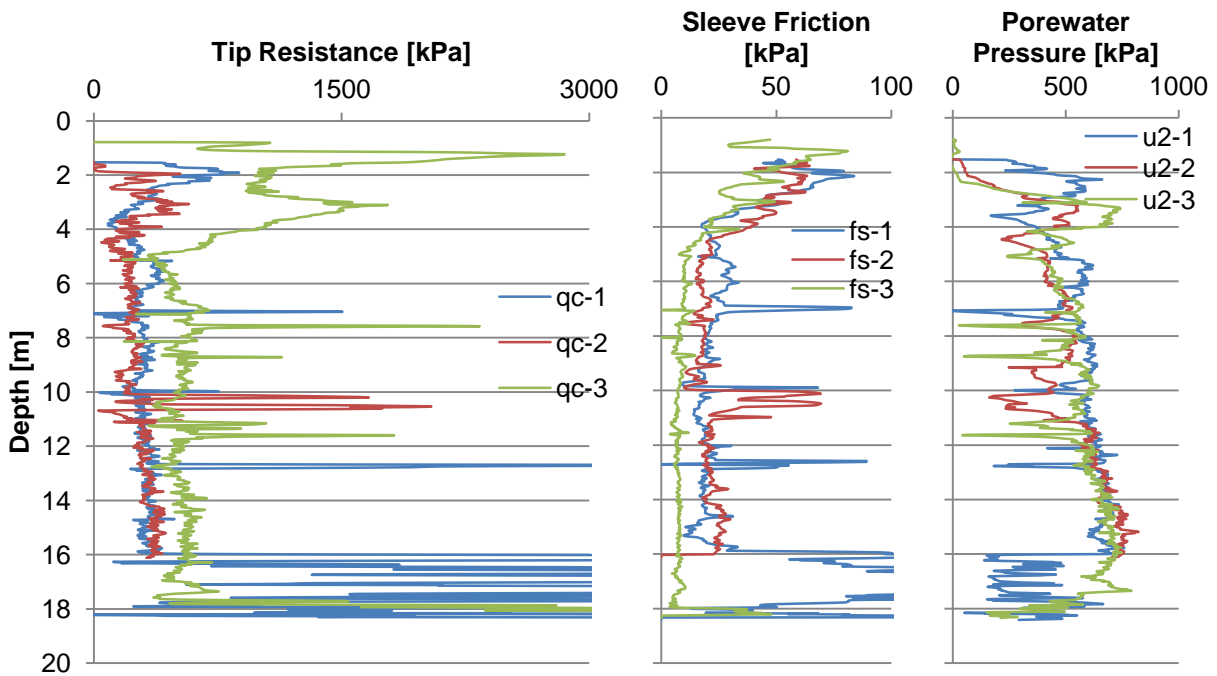 Tip Resistance [kPa]
0 1500 3000
Depth [m]
0
2
4
6
8
10
12
14
16
18
20
qc-1
qc-2
qc-3
Sleeve Friction
[kPa]
0 50 100
fs-1
fs-2
fs-3
Porewater
Pressure [kPa]
0 500 1000
u2-1
u2-2
u2-3